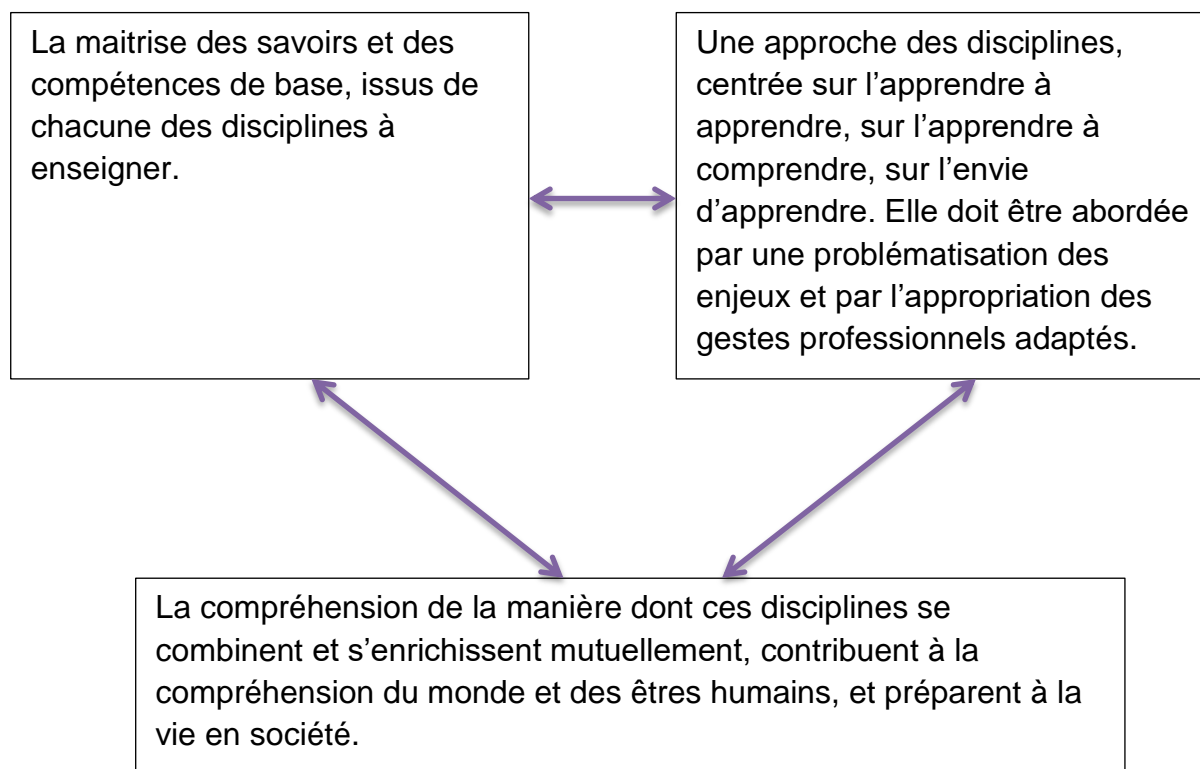 La maitrise des savoirs et des
compétences de base, issus de
chacune des disciplines à
enseigner.
Une approche des disciplines,
centrée sur l’apprendre à
apprendre, sur l’apprendre à
comprendre, sur l’envie
d’apprendre. Elle doit être abordée
par une problématisation des
enjeux et par l’appropriation des
gestes professionnels adaptés.
La compréhension de la manière dont ces disciplines se
combinent et s’enrichissent mutuellement, contribuent à la
compréhension du monde et des êtres humains, et préparent à la
vie en société.